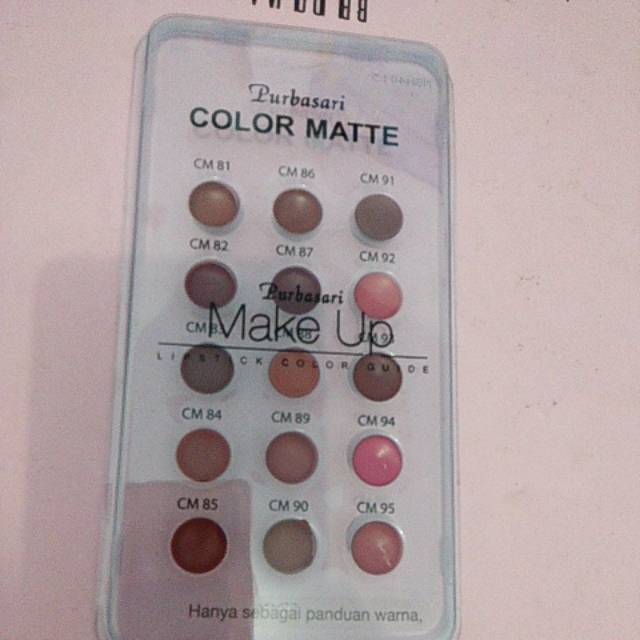 Purbasari
COLOR MATTE
CM 81 CM 86 CM 91
CM 82 CM 87 CM 92
Purbasari
Make Up
LIPSTICK COLOR GUIDE
CM 84 CM 89 CM 94
CM 85 CM 90 CM 95
Hanya sebagai panduan warna,